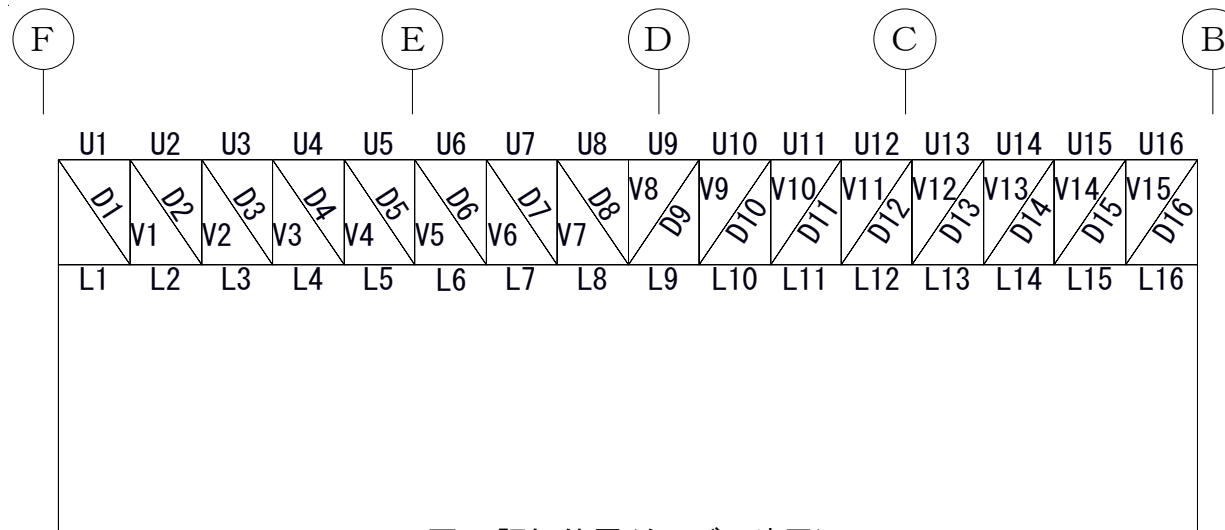 F E D C B
U1 U2 U3 U4 U5 U6 U7 U8 U9 U10 U11 U12 U13 U14 U15 U16
D1 D2 D3 D4 D5 D6 D7 D8 V8 D9 V9 D10 V10 D11 V11 D12 V12 D13 V13 D14 V14 D15 V15 D16
V1 V2 V3 V4 V5 V6 V7
L1 L2 L3 L4 L5 L6 L7 L8 L9 L10 L11 L12 L13 L14 L15 L16